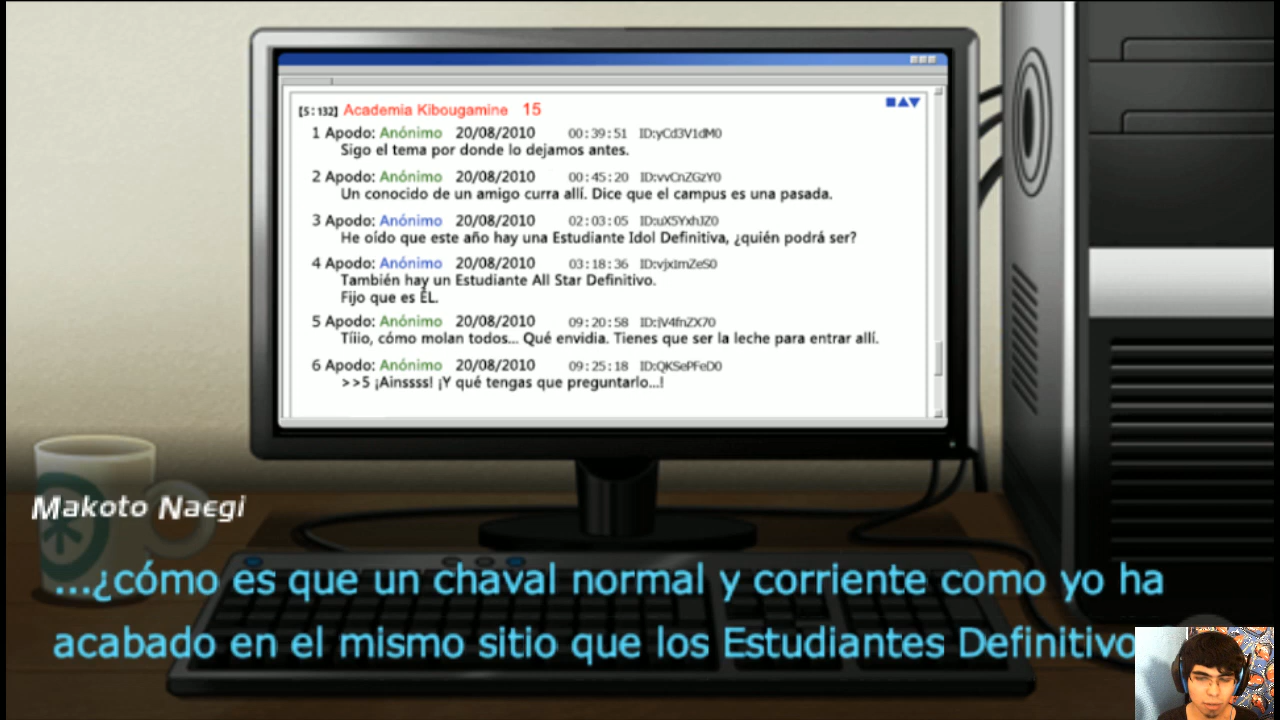 [5:132] Academia Kibougamine 15
1 Apodo: Anónimo 20/08/2010 00:39:51 ID:yCd3V1dM0
Sigo el tema por donde lo dejamos antes.
2 Apodo: Anónimo 20/08/2010 00:45:20 ID:vvCnZGzY0
Un conocido de un amigo curra allí. Dice que el campus es una pasada.
3 Apodo: Anónimo 20/08/2010 02:03:05 ID:uX5YxhJZ0
He oído que este año hay una Estudiante Idol Definitiva, ¿quién podrá ser?
4 Apodo: Anónimo 20/08/2010 03:18:36 ID:vjx1mZeS0
También hay un Estudiante All Star Definitivo.
Fijo que es ÉL.
5 Apodo: Anónimo 20/08/2010 09:20:58 ID:jV4fnZX70
Tíiio, cómo molan todos... Qué envidia. Tienes que ser la leche para entrar allí.
6 Apodo: Anónimo 20/08/2010 09:25:18 ID:QKSePFeD0
>>5 ¡Ainssss! ¡Y qué tengas que preguntarlo...!
Makoto Naegi
...¿cómo es que un chaval normal y corriente como yo ha
acabado en el mismo sitio que los Estudiantes Definitivo